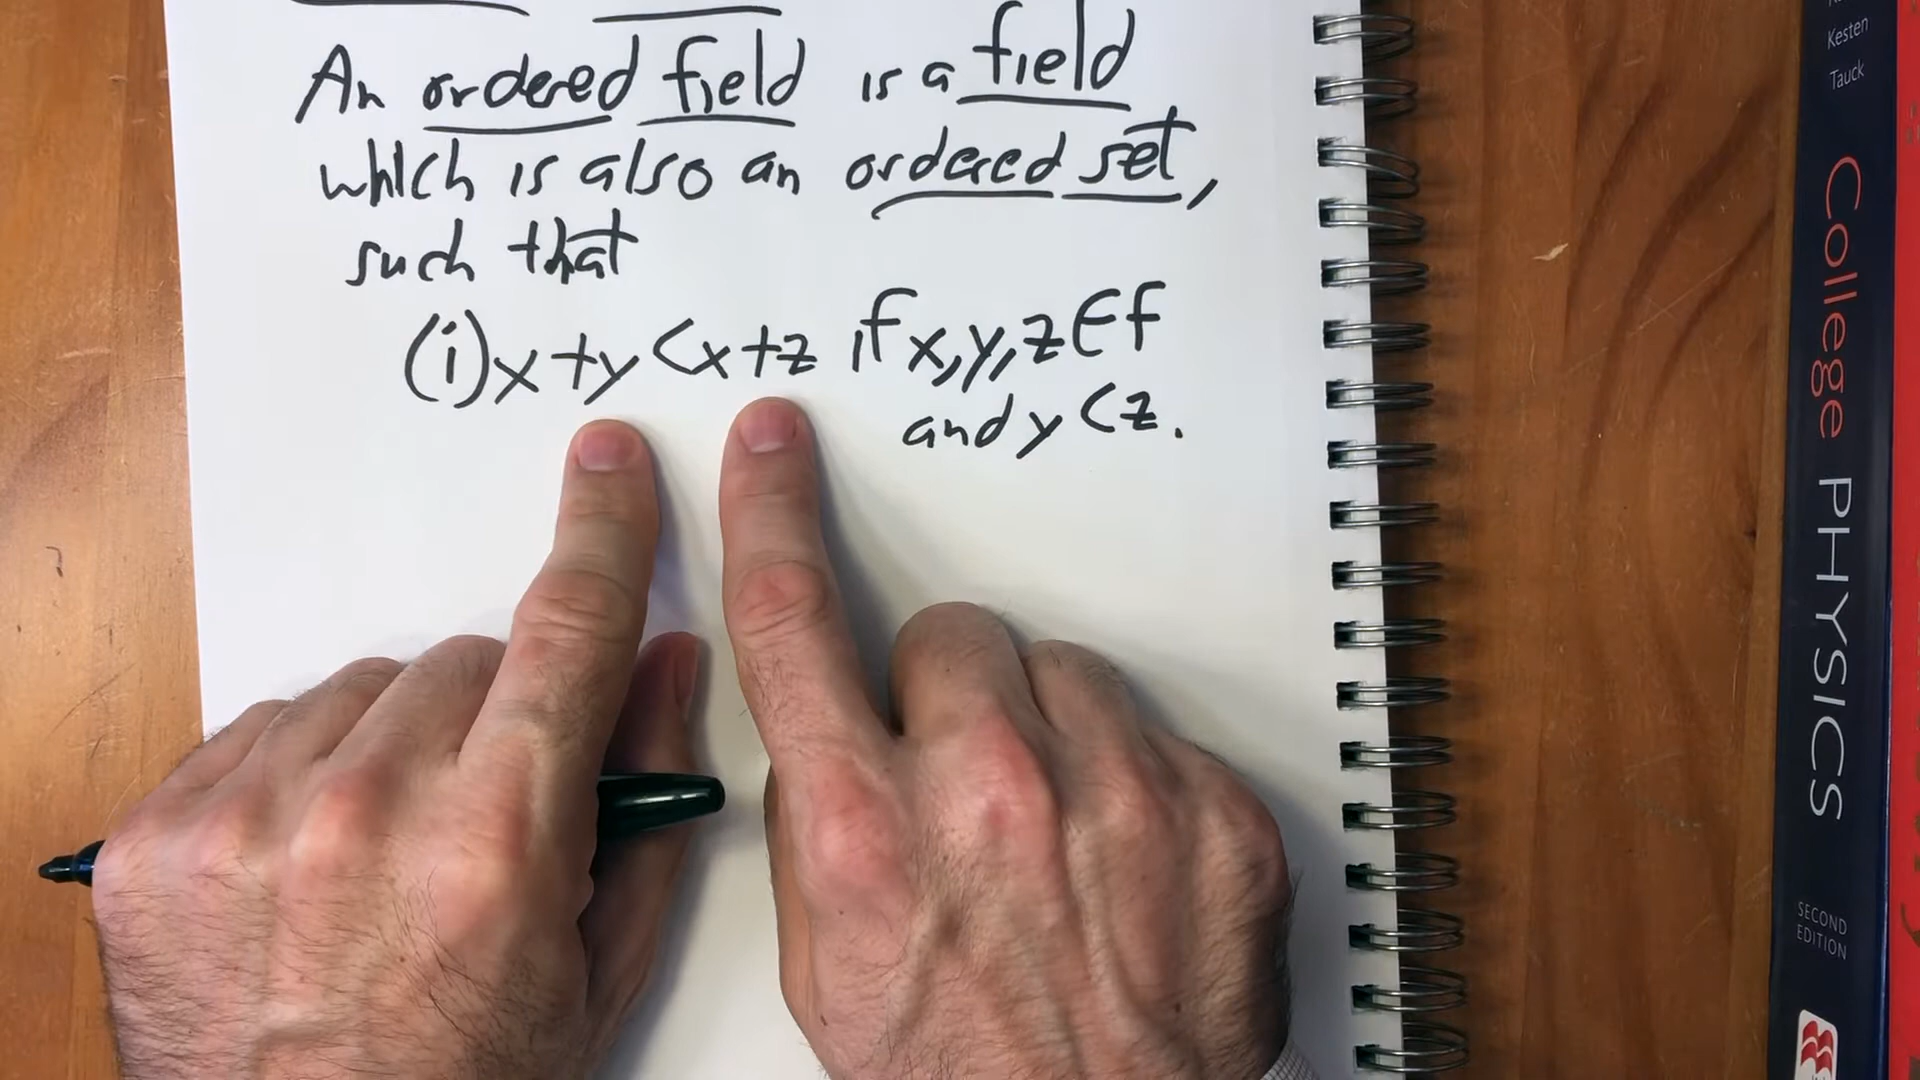 An ordered field is a field
which is also an ordered set,
such that
(i) x+y < x+z if x,y,z ∈ F
and y < z.
Kesten
Tauck
College PHYSICS
SECOND
EDITION